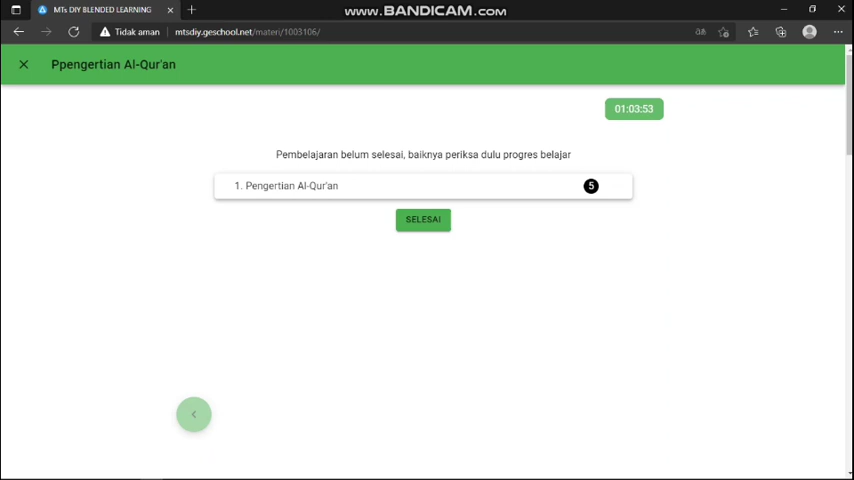 MTs DIY BLENDED LEARNING
www.BANDICAM.com
Tidak aman
mtsdiy.geschool.net/materi/1003106/
Ppengertian Al-Qur'an
01:03:53
Pembelajaran belum selesai, baiknya periksa dulu progres belajar
1. Pengertian Al-Qur'an
5
SELESAI